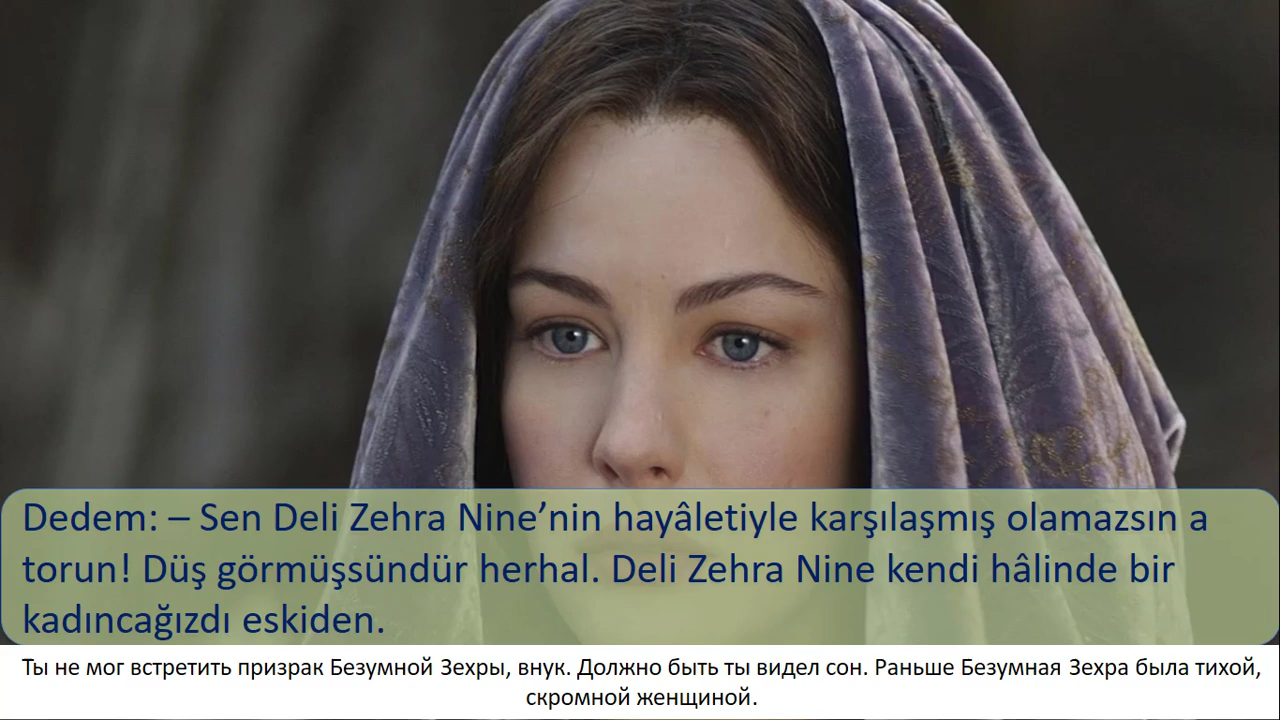 Dedem: – Sen Deli Zehra Nine’nin hayâletiyle karşılaşmış olamazsın a
torun! Düş görmüşsündür herhal. Deli Zehra Nine kendi hâlinde bir
kadıncağızdı eskiden.
Ты не мог встретить призрак Безумной Зехры, внук. Должно быть ты видел сон. Раньше Безумная Зехра была тихой,
скромной женщиной.